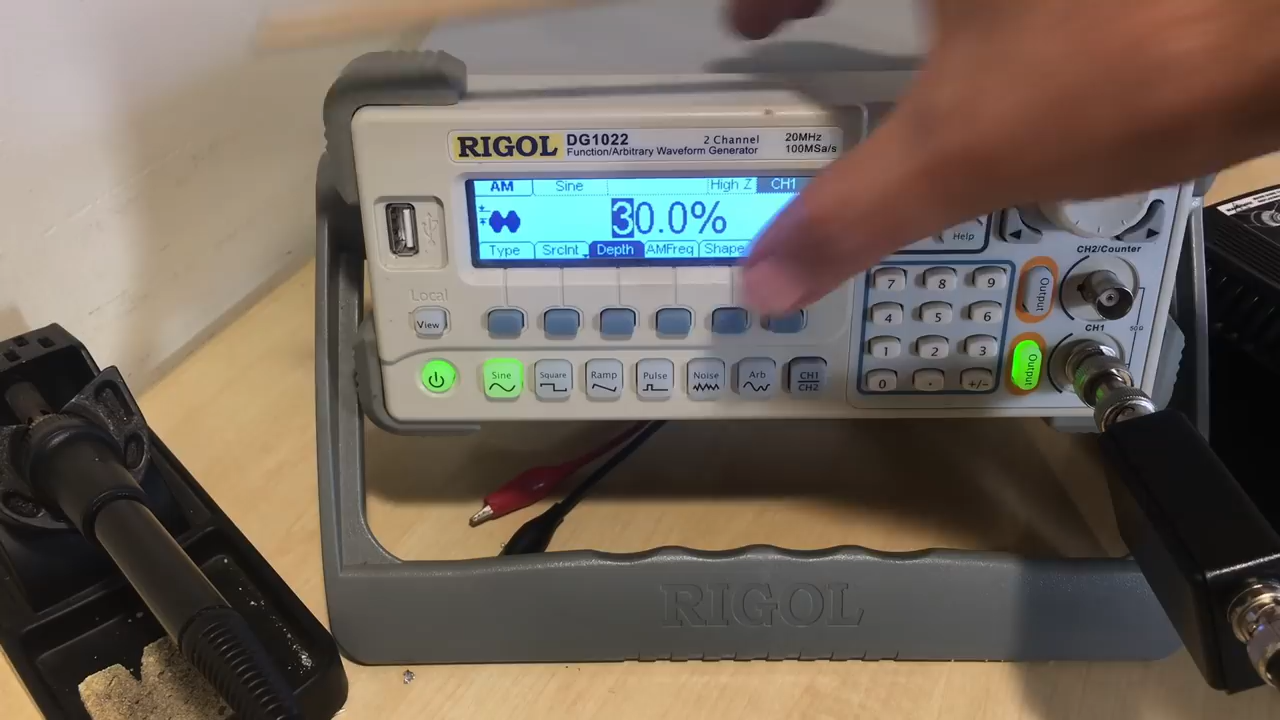 RIGOL DG1022 2 Channel 20MHz
Function/Arbitrary Waveform Generator 100MSa/s
AM Sine High Z CH1
30.0%
Type SrcInt Depth AMFreq Shape
Help
CH2/Counter
Local
View
7 8 9 Output
4 5 6
CH1 50Ω
1 2 3 Output
0 . +/-
Sine Square Ramp Pulse Noise Arb CH1
CH2
RIGOL